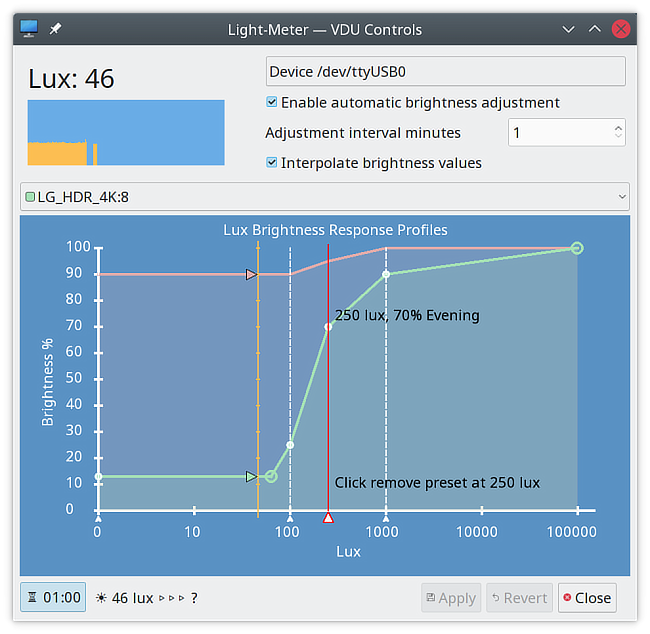 Light-Meter — VDU Controls
Lux: 46
Device /dev/ttyUSB0
Enable automatic brightness adjustment
Adjustment interval minutes
1
Interpolate brightness values
LG_HDR_4K:8
Lux Brightness Response Profiles
100
90
80
70
60
50
40
30
20
10
0
Brightness %
250 lux, 70% Evening
Click remove preset at 250 lux
0 10 100 1000 10000 100000
Lux
01:00
46 lux ▹▹▹ ?
Apply
Revert
Close